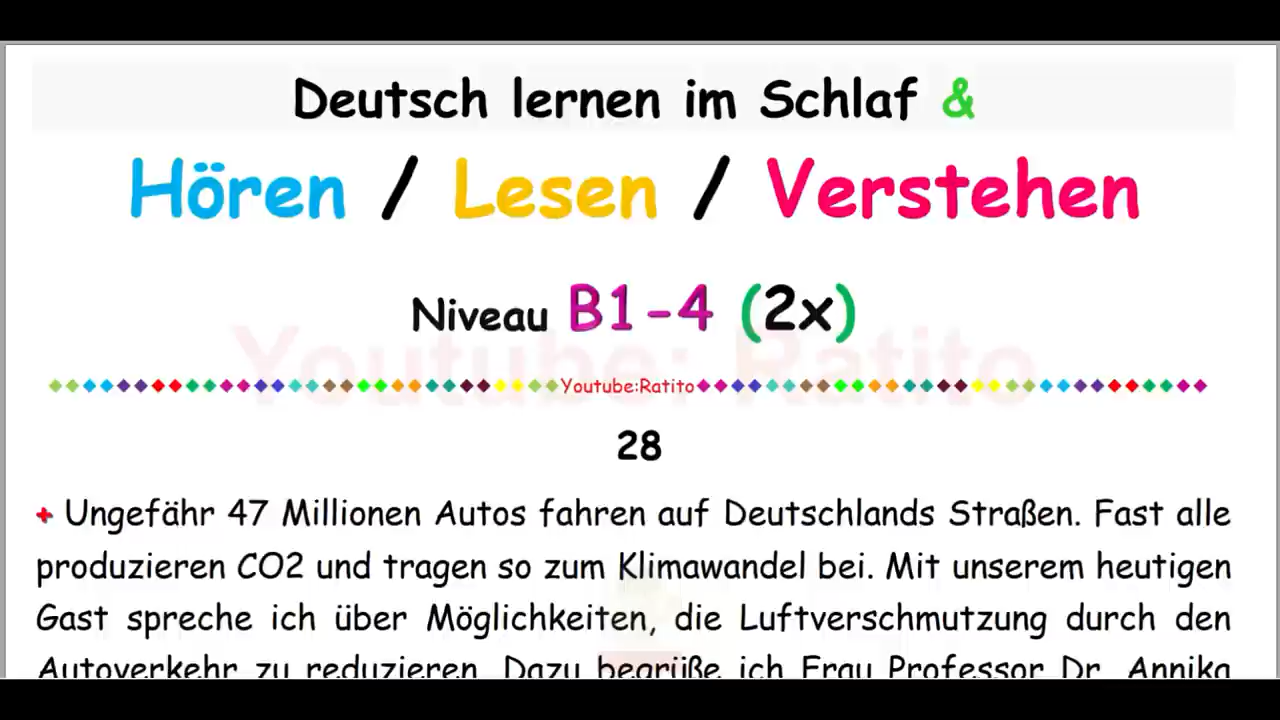 Deutsch lernen im Schlaf &
Hören / Lesen / Verstehen
Niveau B1-4 (2x)
Youtube: Ratito
Youtube:Ratito
28
+ Ungefähr 47 Millionen Autos fahren auf Deutschlands Straßen. Fast alle
produzieren CO2 und tragen so zum Klimawandel bei. Mit unserem heutigen
Gast spreche ich über Möglichkeiten, die Luftverschmutzung durch den
Autoverkehr zu reduzieren. Dazu begrüße ich Frau Professor Dr. Annika